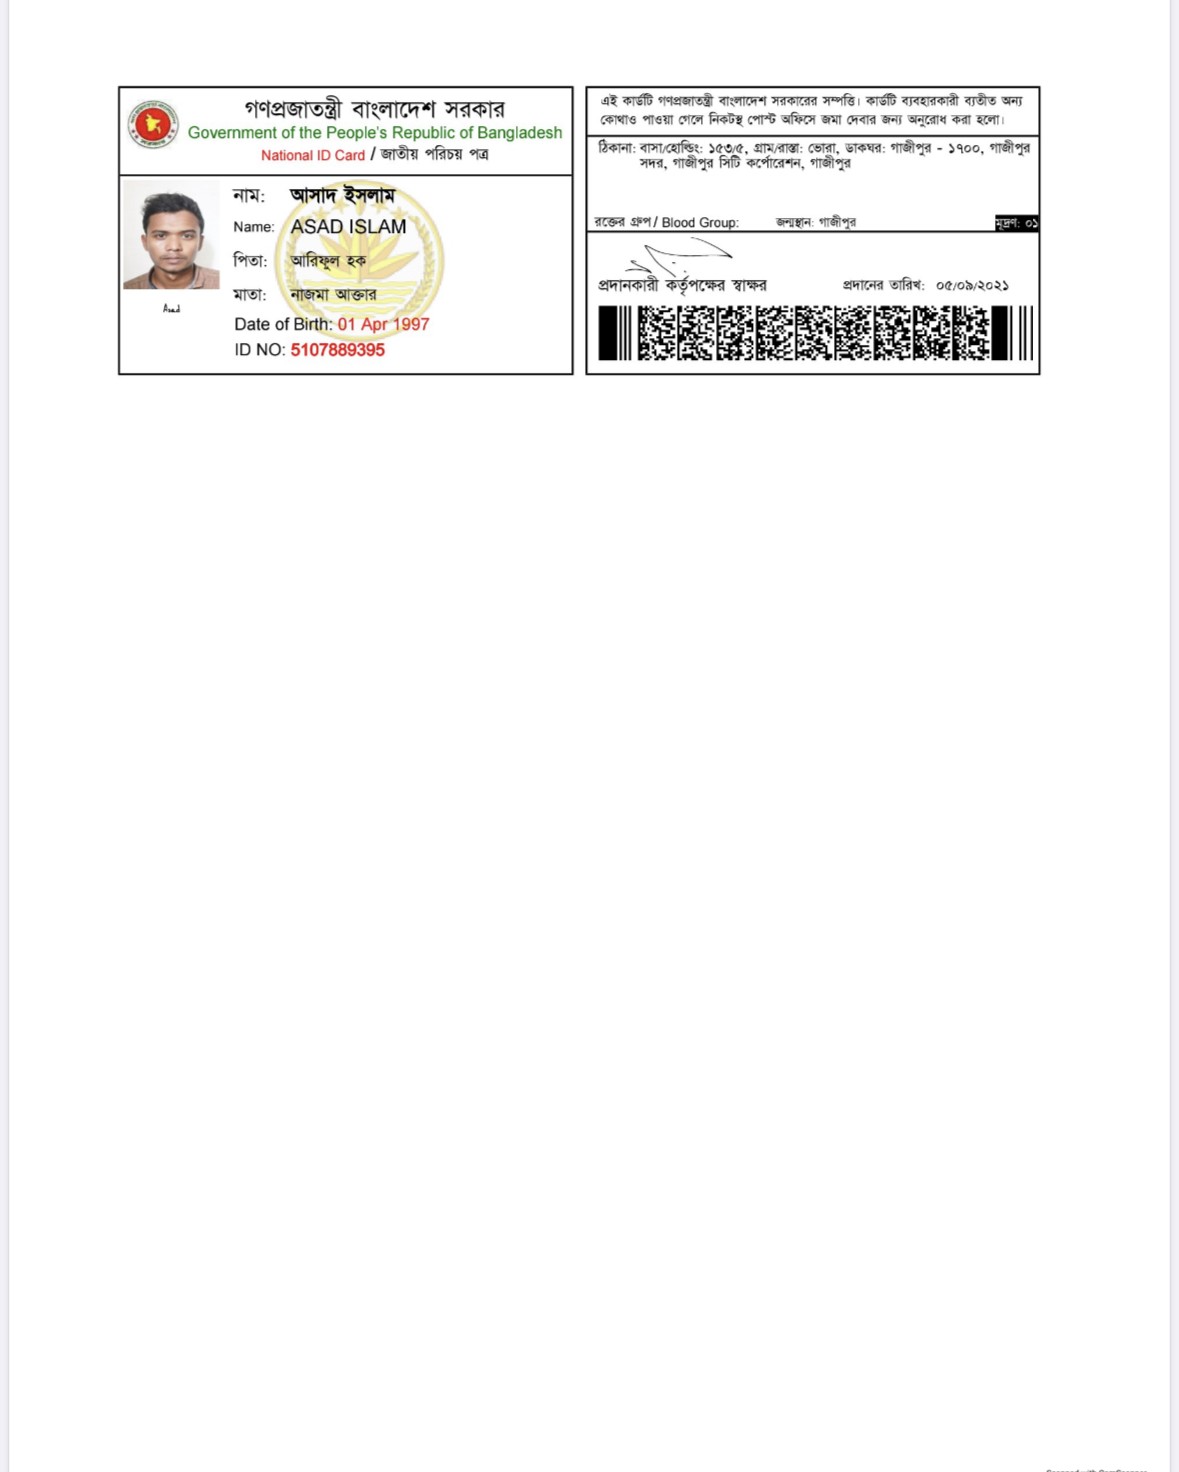 গণপ্রজাতন্ত্রী বাংলাদেশ সরকার
Government of the People's Republic of Bangladesh
National ID Card / জাতীয় পরিচয় পত্র
নাম: আসাদ ইসলাম
Name: ASAD ISLAM
পিতা: আরিফুল হক
মাতা: নাজমা আক্তার
Asad
Date of Birth: 01 Apr 1997
ID NO: 5107889395
এই কার্ডটি গণপ্রজাতন্ত্রী বাংলাদেশ সরকারের সম্পত্তি। কার্ডটি ব্যবহারকারী ব্যতীত অন্য
কোথাও পাওয়া গেলে নিকটস্থ পোস্ট অফিসে জমা দেবার জন্য অনুরোধ করা হলো।
ঠিকানা: বাসা/হোল্ডিং: ১৫৩/৫, গ্রাম/রাস্তা: ভোরা, ডাকঘর: গাজীপুর - ১৭০০, গাজীপুর
সদর, গাজীপুর সিটি কর্পোরেশন, গাজীপুর
রক্তের গ্রুপ / Blood Group: জন্মস্থান: গাজীপুর মুদ্রণ: ০১
প্রদানকারী কর্তৃপক্ষের স্বাক্ষর প্রদানের তারিখ: ০৫/০৯/২০২১